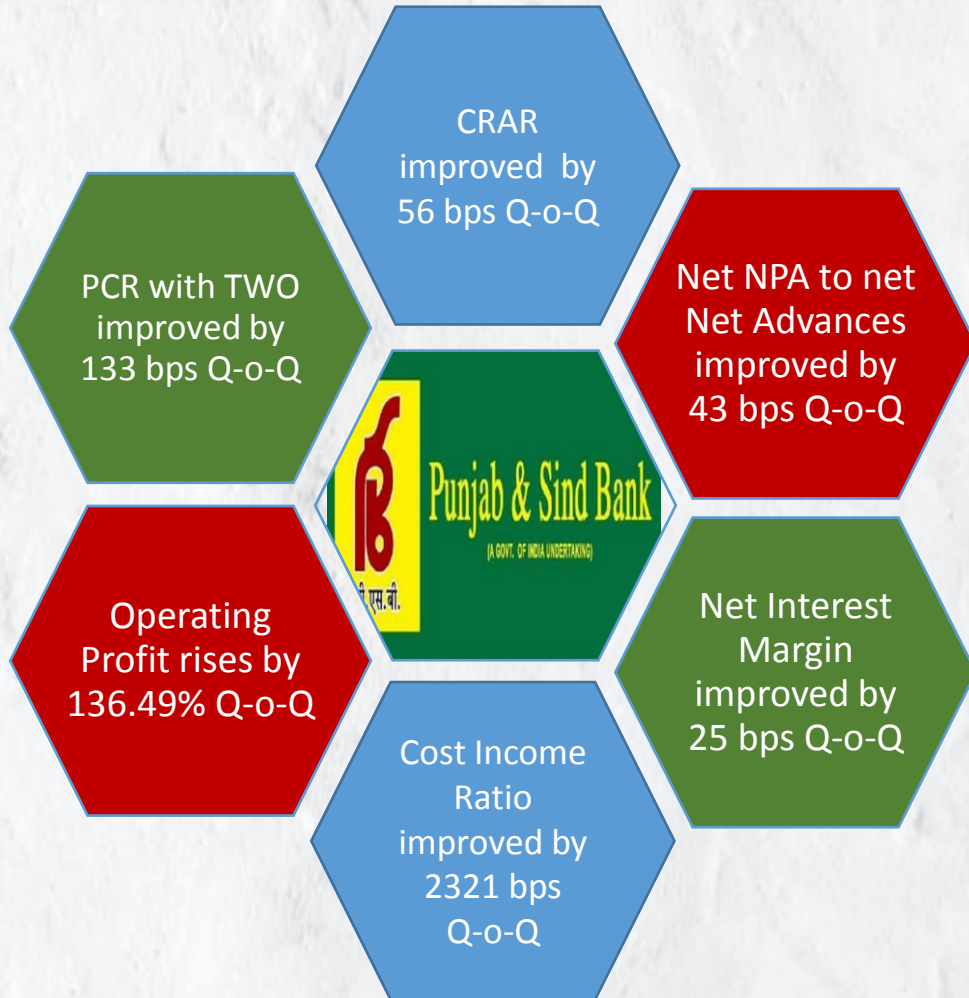 CRAR
improved by
56 bps Q-o-Q
PCR with TWO
improved by
133 bps Q-o-Q
Net NPA to net
Net Advances
improved by
43 bps Q-o-Q
Punjab & Sind Bank
(A GOVT. OF INDIA UNDERTAKING)
.एस.बी.
Operating
Profit rises by
136.49% Q-o-Q
Net Interest
Margin
improved by
25 bps Q-o-Q
Cost Income
Ratio
improved by
2321 bps
Q-o-Q